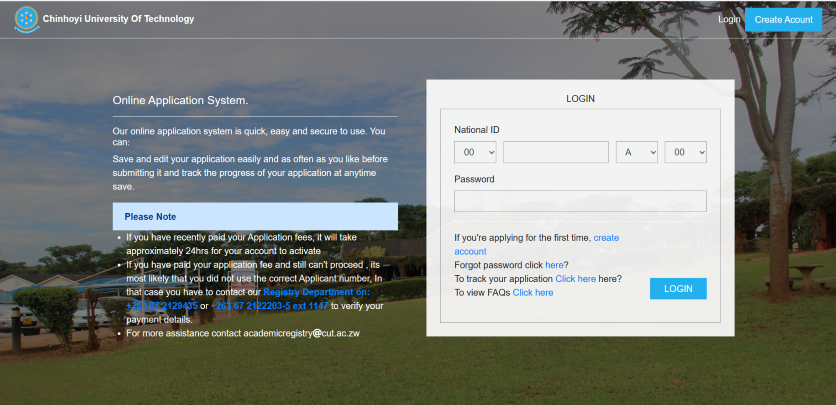 Chinhoyi University Of Technology
Login
Create Acount
Online Application System.
Our online application system is quick, easy and secure to use. You
can:
Save and edit your application easily and as often as you like before
submitting it and track the progress of your application at anytime
save.
Please Note
If you have recently paid your Application fees, it will take
approximately 24hrs for your account to activate
If you have paid your application fee and still can't proceed , its
most likely that you did not use the correct Applicant number, In
that case you have to contact our Registry Department on:
+263 67 2129435 or +263 67 2122203-5 ext 1147 to verify your
payment details.
For more assistance contact academicregistry@cut.ac.zw
LOGIN
National ID
00
A
00
Password
If you're applying for the first time, create
account
Forgot password click here?
To track your application Click here here?
To view FAQs Click here
LOGIN